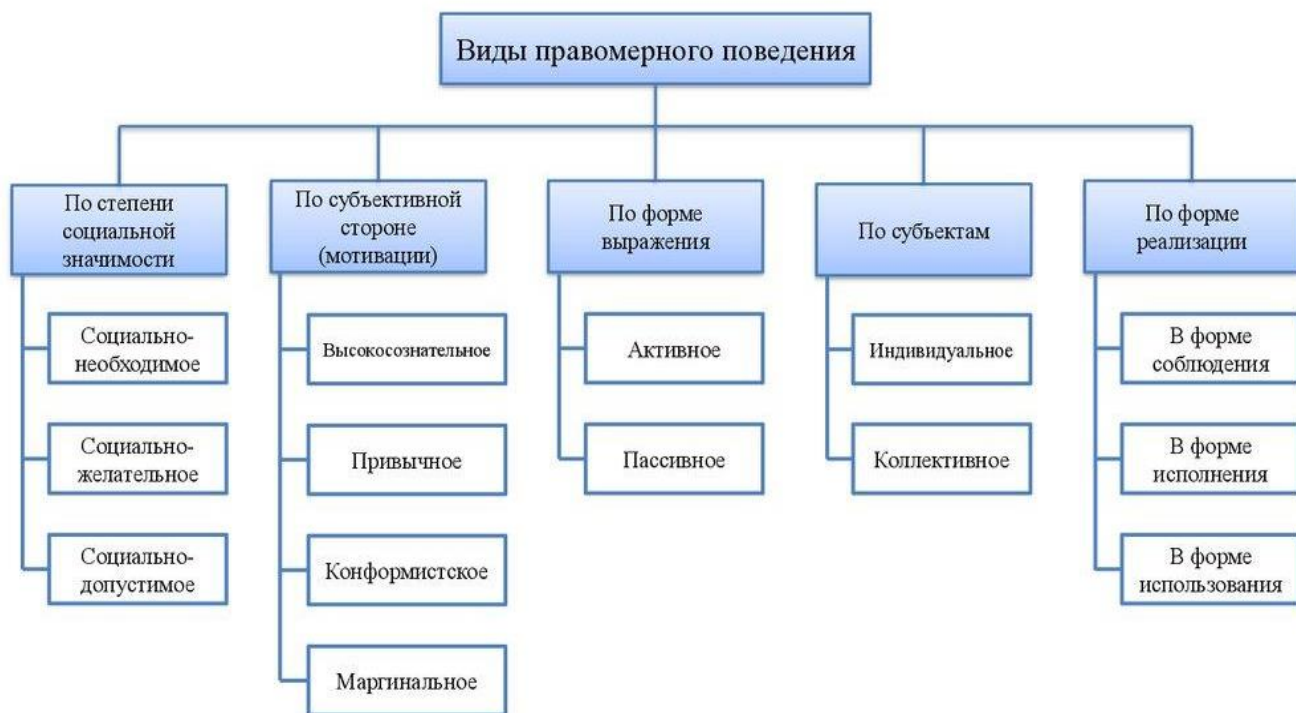 Виды правомерного поведения
По степени
социальной
значимости
Социально-
необходимое
Социально-
желательное
Социально-
допустимое
По субъективной
стороне
(мотивации)
Высокосознательное
Привычное
Конформистское
Маргинальное
По форме
выражения
Активное
Пассивное
По субъектам
Индивидуальное
Коллективное
По форме
реализации
В форме
соблюдения
В форме
исполнения
В форме
использования